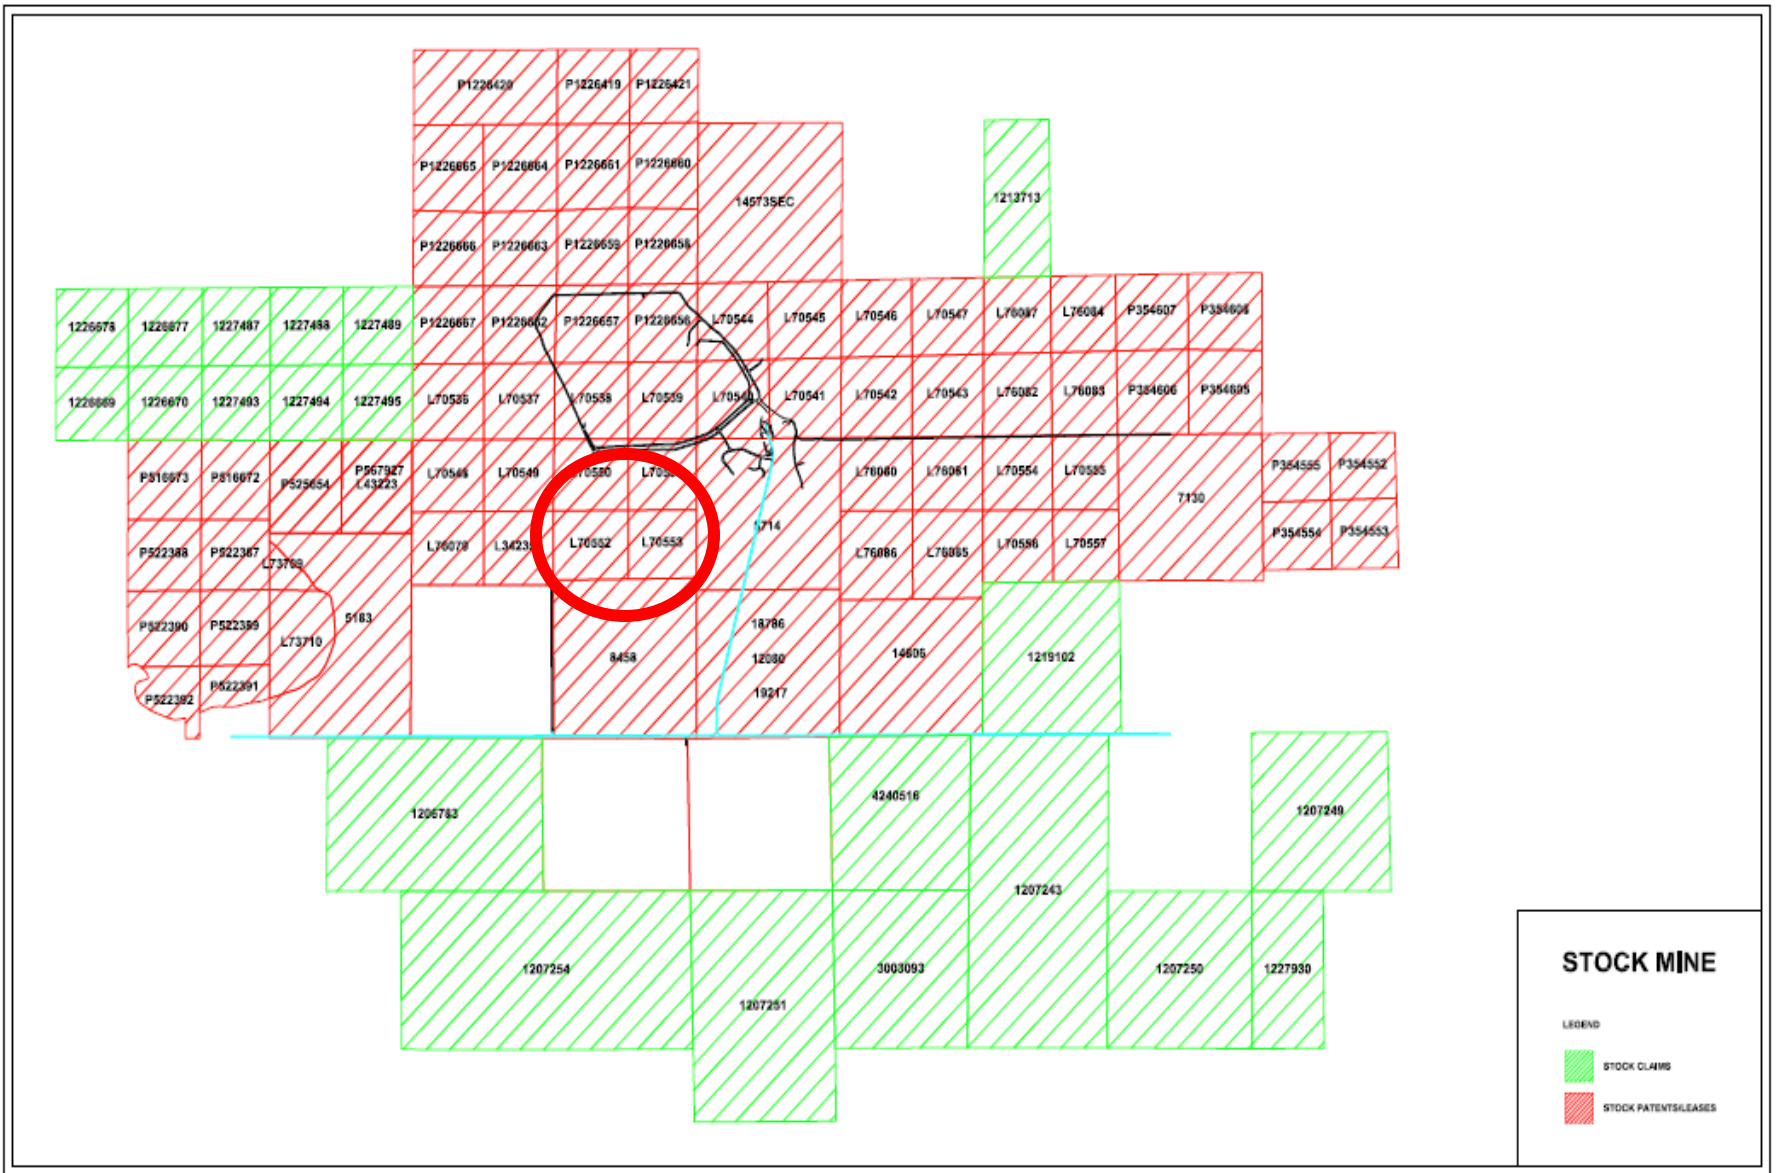 P1226420 P1226419 P1226421
P1226665 P1226664 P1226661 P1226660
14573SEC
1213713
P1226666 P1226663 P1226659 P1226658
1226678 1226677 1227487 1227488 1227489 P1226667 P1226662 P1226657 P1226656 L70544 L70545 L70546 L70547 L76087 L76084 P354607 P354608
1226669 1226670 1227493 1227494 1227495 L70536 L70537 L70538 L70539 L70540 L70541 L70542 L70543 L76082 L76083 P354606 P354605
P516673 P516672 P525654 P567927
L43223
L70548 L70549 L70550 L76080 L76081 L70554 L70555 7130 P354555 P354552
P522388 P522387 L73709 L76079 L70552 L70553 5714 L76086 L76085 L70556 L70557 P354554 P354553
P522390 P522389 L73710 5183
8458
18786
12080
19217
14606
1219102
P522392 P522391
1206783
4240516
1207249
1207243
1207254
1207251
3003093
1207250 1227930
STOCK MINE
LEGEND
STOCK CLAIMS
STOCK PATENTS/LEASES